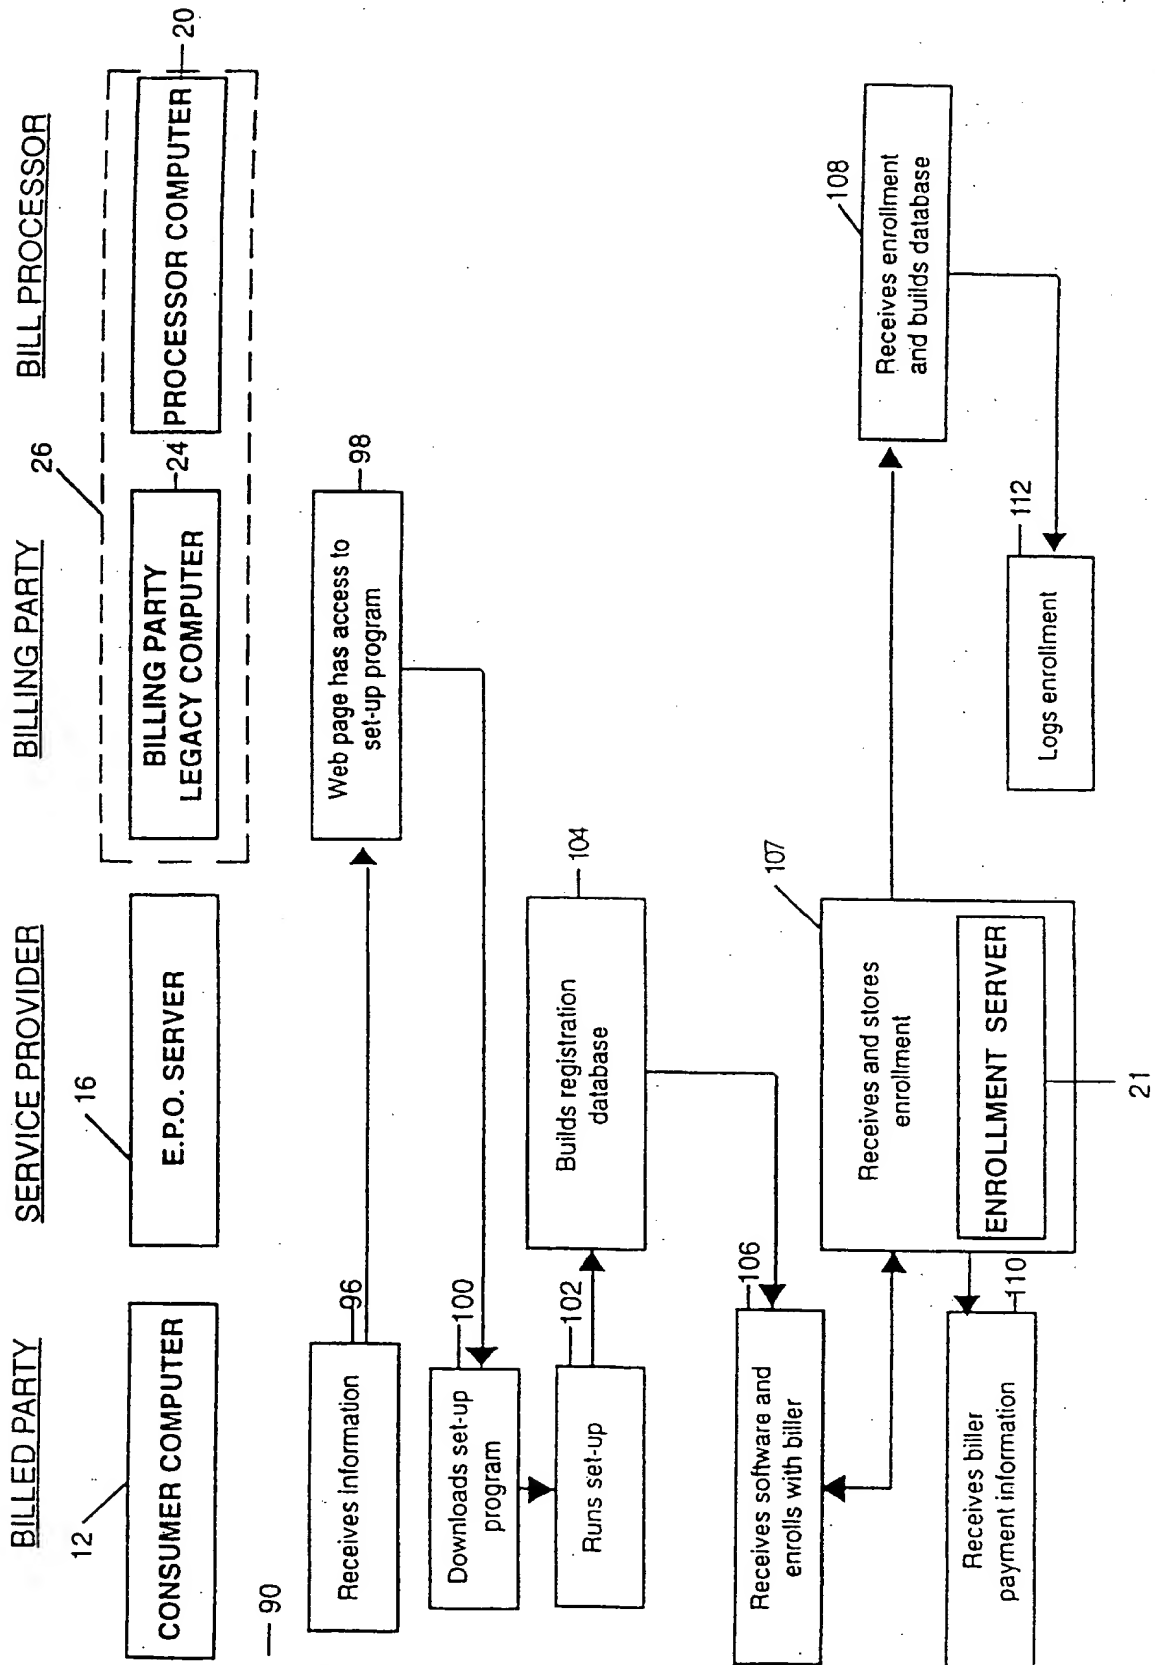 BILLED PARTY
SERVICE PROVIDER
BILLING PARTY
BILL PROCESSOR
12
16
26
20
CONSUMER COMPUTER
E.P.O. SERVER
BILLING PARTY
LEGACY COMPUTER
24
PROCESSOR COMPUTER
90
Receives Information
96
Web page has access to
set-up program
98
Downloads set-up
program
100
Runs set-up
102
Builds registration
database
104
Receives software and
enrolls with biller
106
107
Receives and stores
enrollment
ENROLLMENT SERVER
21
108
Receives enrollment
and builds database
Receives biller
payment information
110
Logs enrollment
112